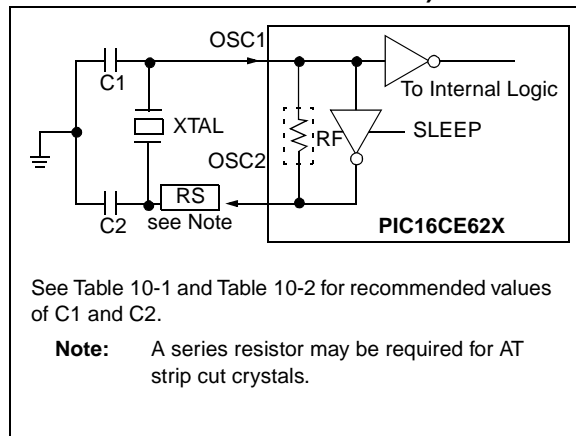 OSC1
C1
To Internal Logic
XTAL
RF
SLEEP
OSC2
RS
C2
see Note
PIC16CE62X
See Table 10-1 and Table 10-2 for recommended values
of C1 and C2.
Note: A series resistor may be required for AT
strip cut crystals.